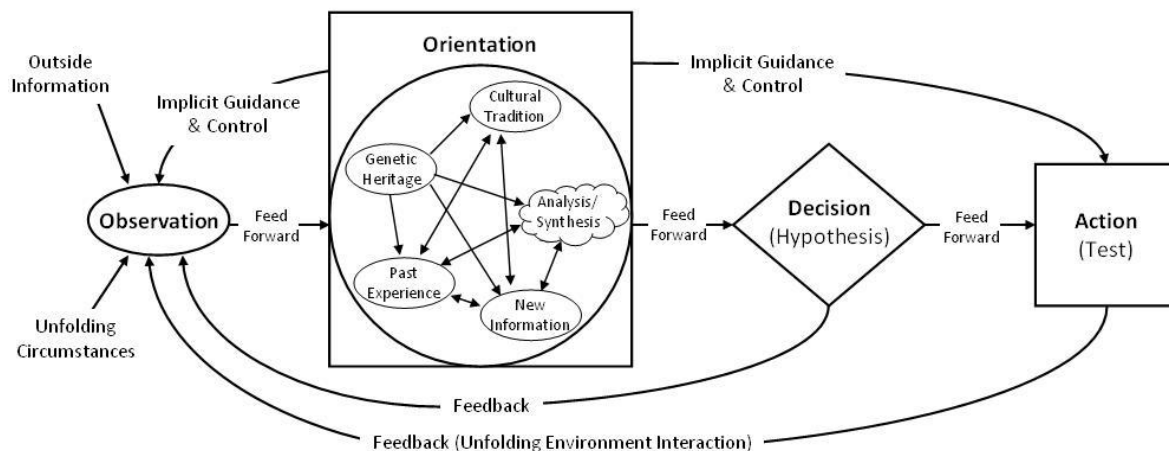 Orientation
Outside
Information
Implicit Guidance
& Control
Implicit Guidance
& Control
Cultural
Tradition
Genetic
Heritage
Analysis/
Synthesis
Past
Experience
New
Information
Observation
Feed
Forward
Feed
Forward
Decision
(Hypothesis)
Feed
Forward
Action
(Test)
Unfolding
Circumstances
Feedback
Feedback (Unfolding Environment Interaction)